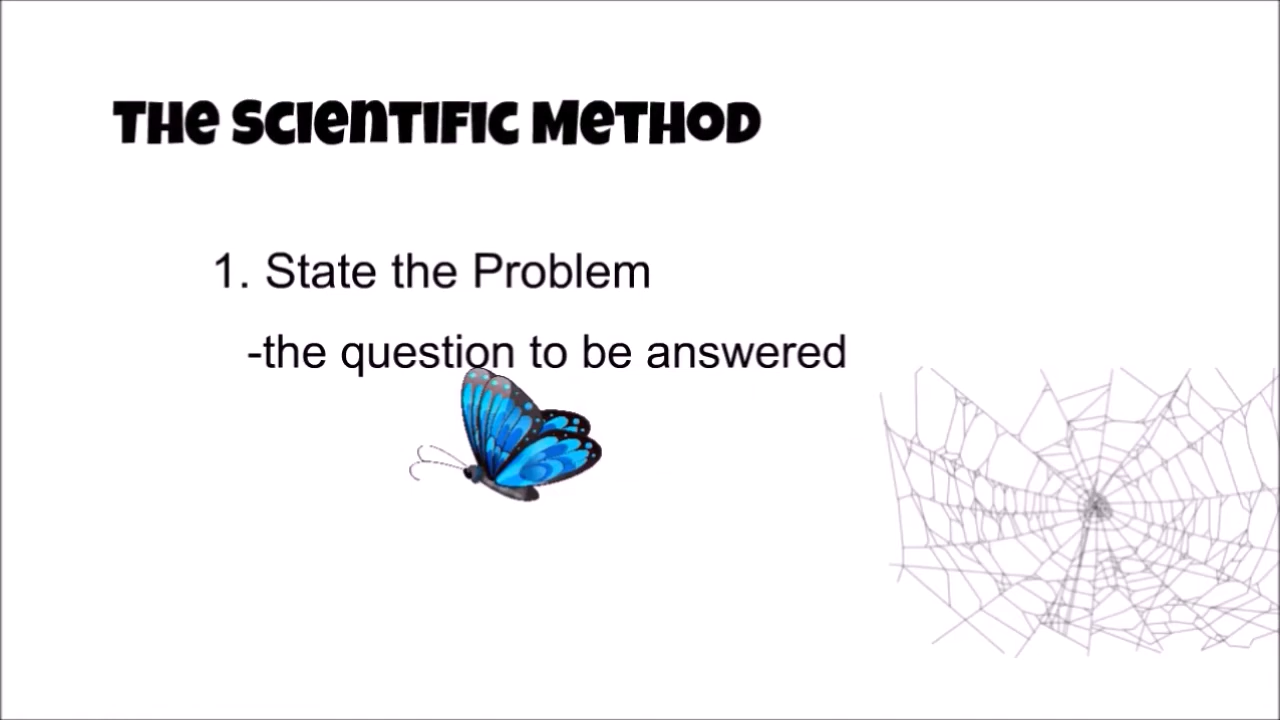 The Scientific Method
1. State the Problem
-the question to be answered